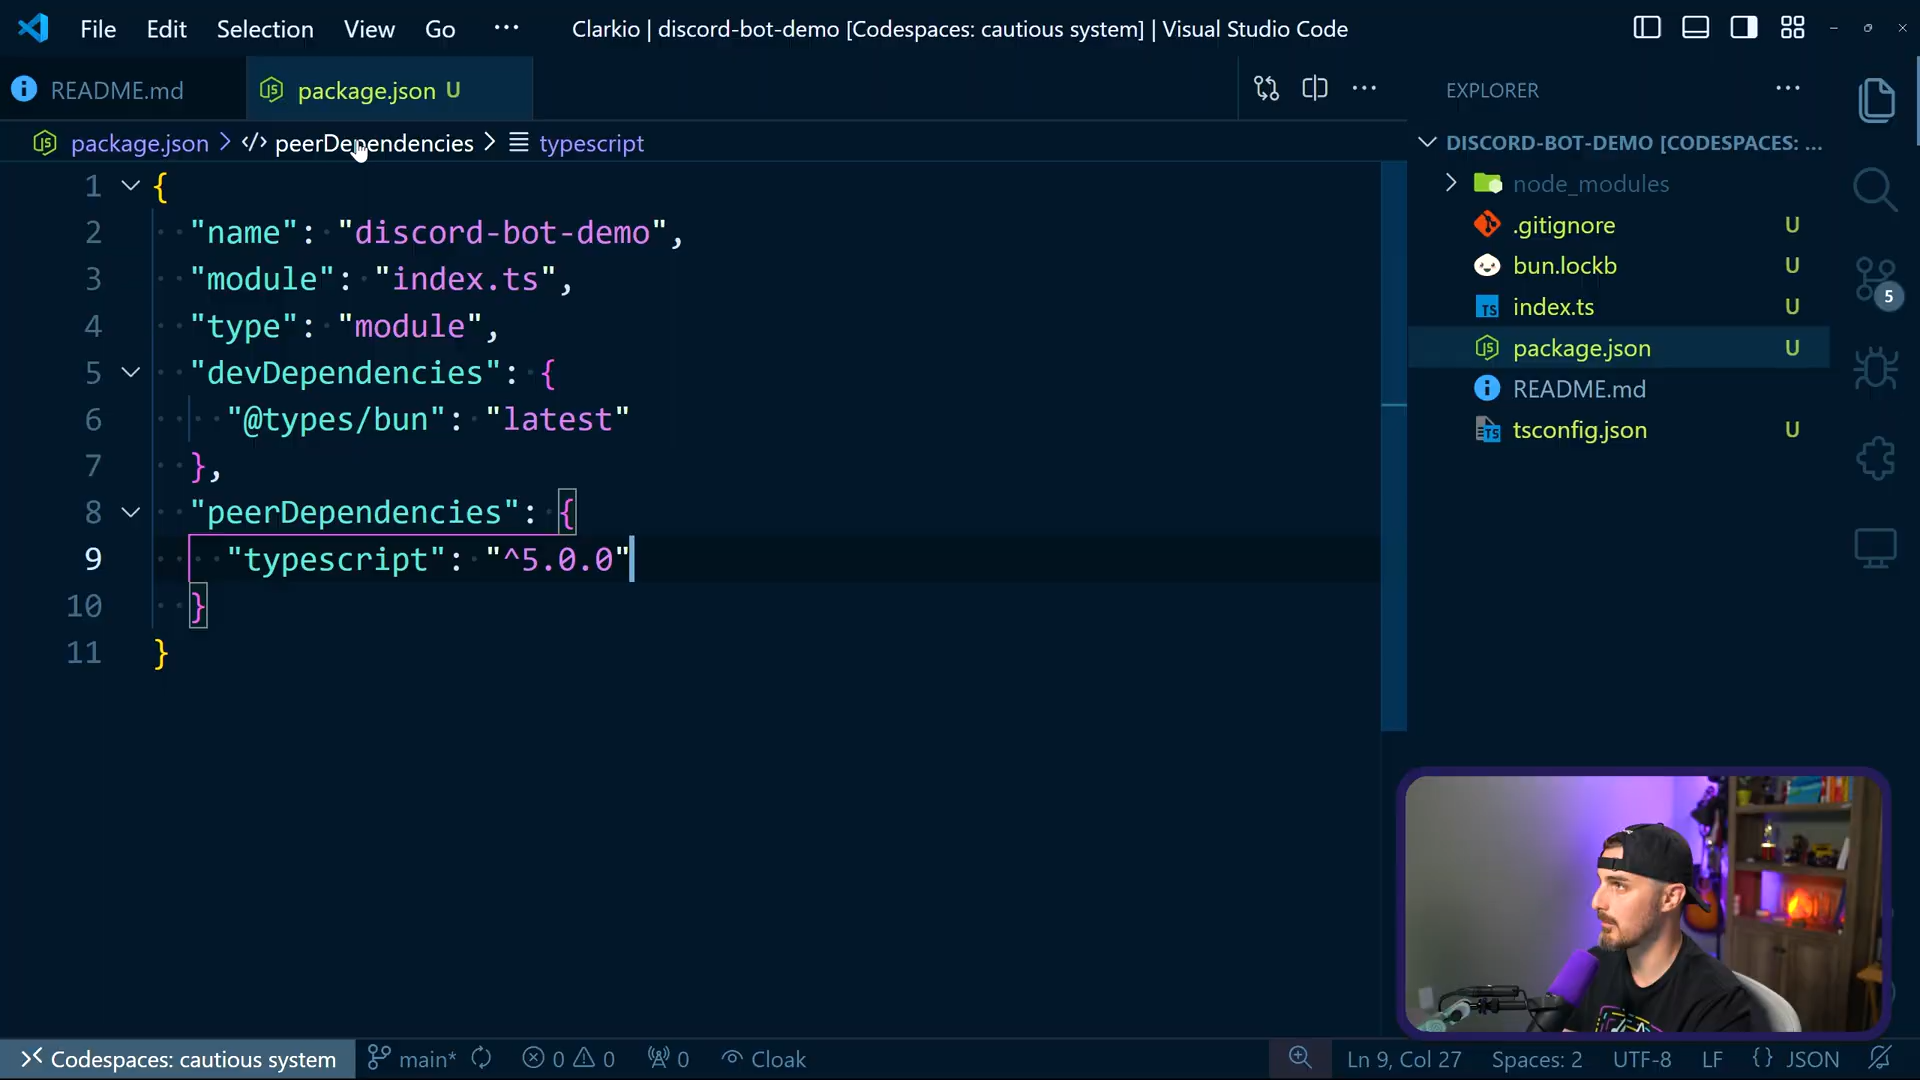 File Edit Selection View Go ··· Clarkio | discord-bot-demo [Codespaces: cautious system] | Visual Studio Code
README.md package.json U
package.json > peerDependencies > typescript
1 {
2 "name": "discord-bot-demo",
3 "module": "index.ts",
4 "type": "module",
5 "devDependencies": {
6 "@types/bun": "latest"
7 },
8 "peerDependencies": {
9 "typescript": "^5.0.0"
10 }
11 }
EXPLORER
DISCORD-BOT-DEMO [CODESPACES: ...
node_modules
.gitignore U
bun.lockb U
index.ts U
package.json U
README.md
tsconfig.json U
5
Codespaces: cautious system main* 0 0 0 Cloak Ln 9, Col 27 Spaces: 2 UTF-8 LF {} JSON